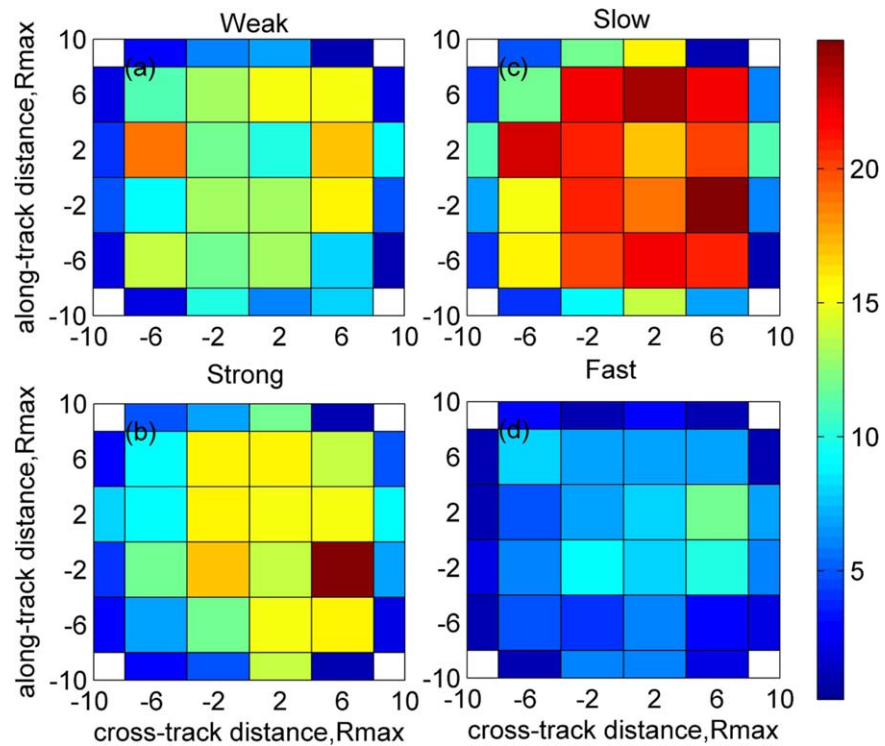 Weak
Slow
along-track distance,Rmax
10
6
2
-2
-6
-10
(a)
-10 -6 -2 2 6 10
10
6
2
-2
-6
-10
(c)
-10 -6 -2 2 6 10
Strong
Fast
along-track distance,Rmax
10
6
2
-2
-6
-10
(b)
-10 -6 -2 2 6 10
cross-track distance,Rmax
10
6
2
-2
-6
-10
(d)
-10 -6 -2 2 6 10
cross-track distance,Rmax
20
15
10
5